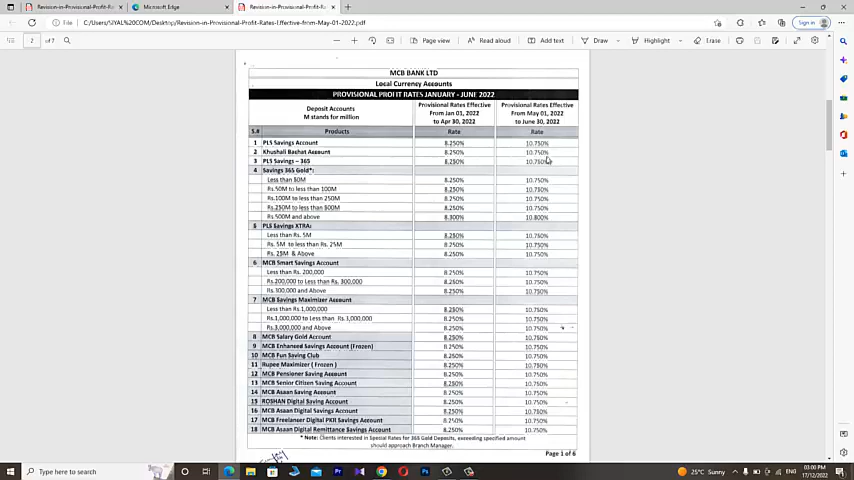 Revision-in-Provisional-Profit-R
Microsoft Edge
Revision-in-Provisional-Profit-Ra
File
C:/Users/SIYAL%20COM/Desktop/Revision-in-Provisional-Profit-Rates-Effective-from-May-01-2022.pdf
Sign in
2 of 7
Page view
Read aloud
Add text
Draw
Highlight
Erase
MCB BANK LTD
Local Currency Accounts
PROVISIONAL PROFIT RATES JANUARY - JUNE 2022
Deposit Accounts
M stands for million
Provisional Rates Effective
From Jan 01, 2022
to Apr 30, 2022
Provisional Rates Effective
From May 01, 2022
to June 30, 2022
S.# Products Rate Rate
1 PLS Savings Account 8.250% 10.750%
2 Khushali Bachat Account 8.250% 10.750%
3 PLS Savings – 365 8.250% 10.750%
4 Savings 365 Gold*:
Less than 50M 8.250% 10.750%
Rs.50M to less than 100M 8.250% 10.750%
Rs.100M to less than 250M 8.250% 10.750%
Rs.250M to less than 500M 8.250% 10.750%
Rs.500M and above 8.300% 10.800%
5 PLS Savings XTRA:
Less than Rs. 5M 8.250% 10.750%
Rs. 5M to less than Rs. 25M 8.250% 10.750%
Rs. 25M & Above 8.250% 10.750%
6 MCB Smart Savings Account
Less than Rs. 200,000 8.250% 10.750%
Rs.200,000 to Less than Rs. 300,000 8.250% 10.750%
Rs.300,000 and Above 8.250% 10.750%
7 MCB Savings Maximizer Account
Less than Rs.1,000,000 8.250% 10.750%
Rs.1,000,000 to Less than Rs.3,000,000 8.250% 10.750%
Rs.3,000,000 and Above 8.250% 10.750%
8 MCB Salary Gold Account 8.250% 10.750%
9 MCB Enhanced Savings Account (Frozen) 8.250% 10.750%
10 MCB Fun Saving Club 8.250% 10.750%
11 Rupee Maximizer ( Frozen ) 8.250% 10.750%
12 MCB Pensioner Saving Account 8.250% 10.750%
13 MCB Senior Citizen Saving Account 8.250% 10.750%
14 MCB Asaan Saving Account 8.250% 10.750%
15 ROSHAN Digital Saving Account 8.250% 10.750%
16 MCB Asaan Digital Savings Account 8.250% 10.750%
17 MCB Freelancer Digital PKR Savings Account 8.250% 10.750%
18 MCB Asaan Digital Remittance Savings Account 8.250% 10.750%
* Note: Clients interested in Special Rates for 365 Gold Deposits, exceeding specified amount
should approach Branch Manager.
Page 1 of 6
Type here to search
25°C Sunny
ENG
03:00 PM
17/12/2022